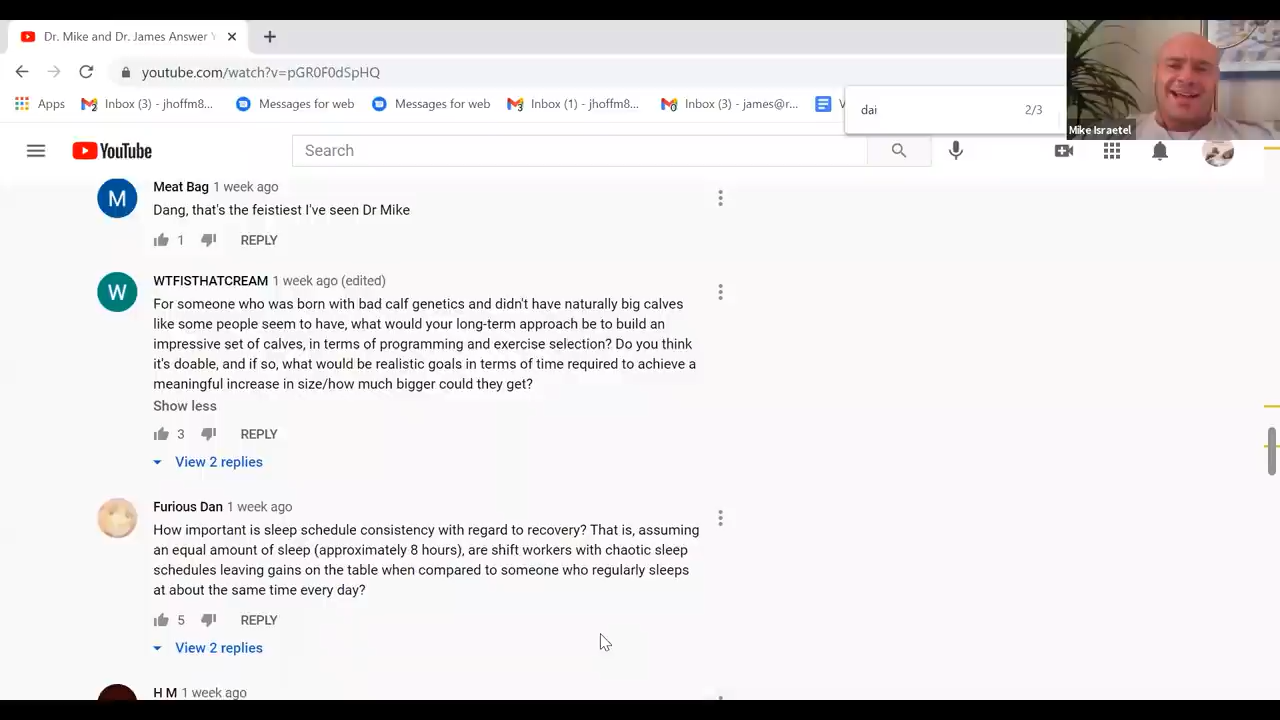 Dr. Mike and Dr. James Answer Y
youtube.com/watch?v=pGR0F0dSpHQ
Apps
Inbox (3) - jhoffm8...
Messages for web
Messages for web
Inbox (1) - jhoffm8...
Inbox (3) - james@r...
V
dai
2/3
Mike Israetel
YouTube
Search
M
Meat Bag 1 week ago
Dang, that's the feistiest I've seen Dr Mike
1
REPLY
W
WTFISTHATCREAM 1 week ago (edited)
For someone who was born with bad calf genetics and didn't have naturally big calves
like some people seem to have, what would your long-term approach be to build an
impressive set of calves, in terms of programming and exercise selection? Do you think
it's doable, and if so, what would be realistic goals in terms of time required to achieve a
meaningful increase in size/how much bigger could they get?
Show less
3
REPLY
View 2 replies
Furious Dan 1 week ago
How important is sleep schedule consistency with regard to recovery? That is, assuming
an equal amount of sleep (approximately 8 hours), are shift workers with chaotic sleep
schedules leaving gains on the table when compared to someone who regularly sleeps
at about the same time every day?
5
REPLY
View 2 replies
H M 1 week ago